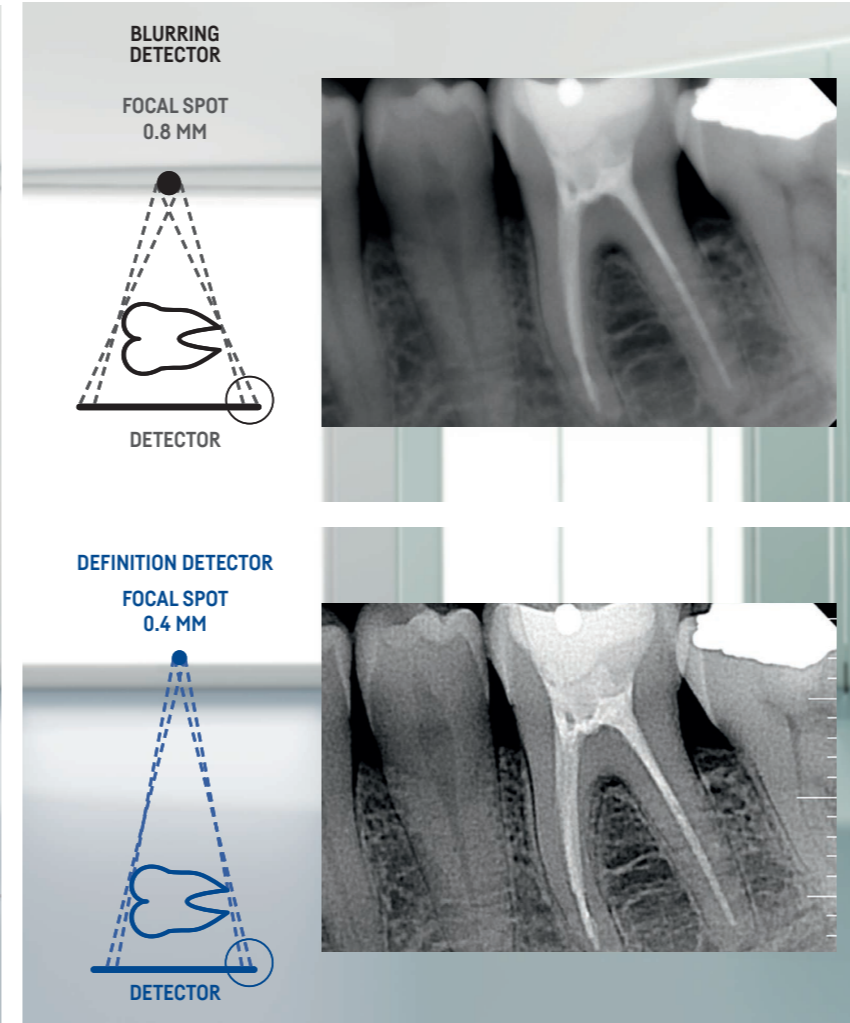 BLURRING
DETECTOR
FOCAL SPOT
0.8 MM
DETECTOR
DEFINITION DETECTOR
FOCAL SPOT
0.4 MM
DETECTOR